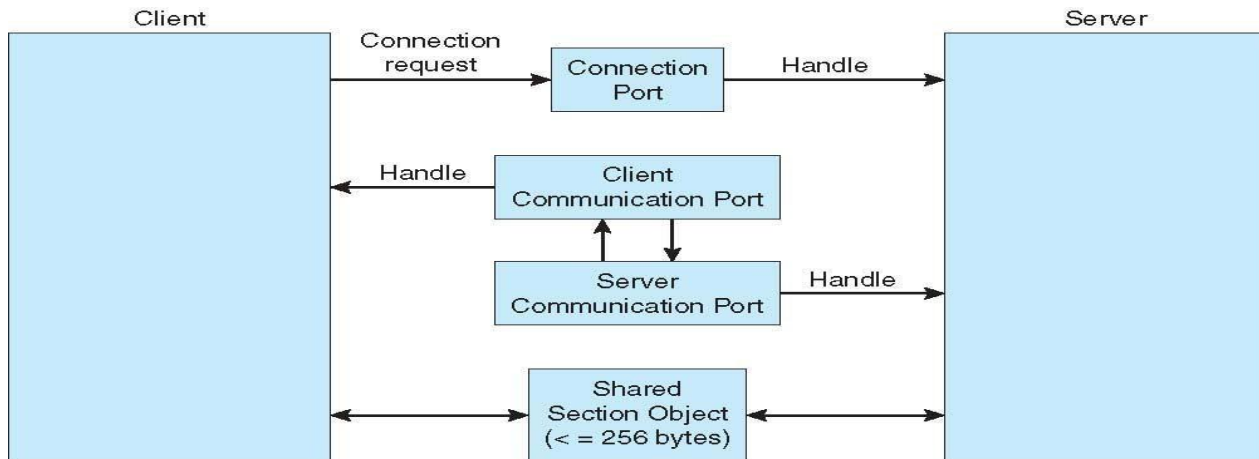 Client
Server
Connection
request
Connection
Port
Handle
Handle
Client
Communication Port
Server
Communication Port
Handle
Shared
Section Object
(< = 256 bytes)